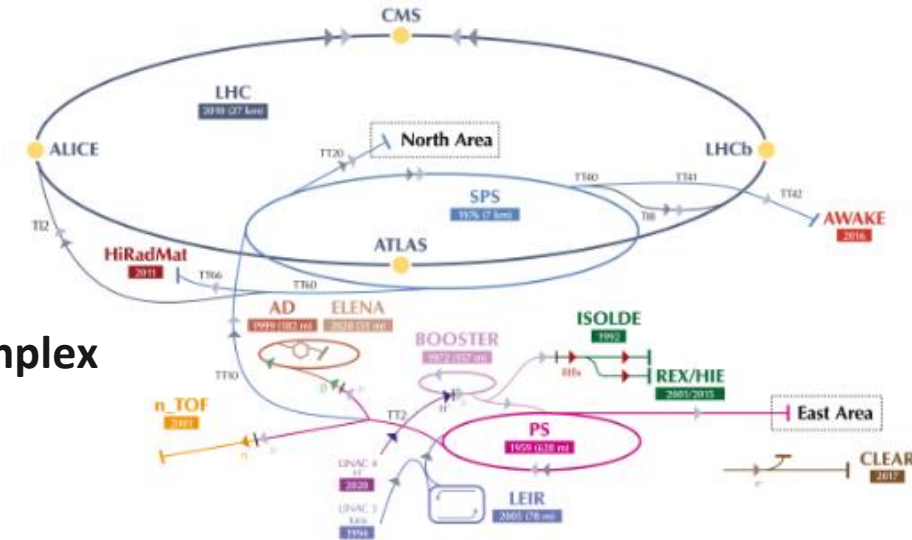 CMS
LHC
2010 (27 km)
ALICE
North Area
LHCb
TT20
TT40
TT41
TT42
SPS
1976 (7 km)
TI2
TI8
AWAKE
2016
ATLAS
HiRadMat
2011
TT66
TT60
AD
1999 (182 m)
ELENA
2020 (31 m)
ISOLDE
1992
BOOSTER
1972 (157 m)
mplex
REX/HIE
2001/2015
TT10
n_TOF
2001
East Area
TT2
PS
1959 (628 m)
LINAC 4
2020
CLEAR
2017
LEIR
2005 (78 m)
LINAC 3
Ions
1994